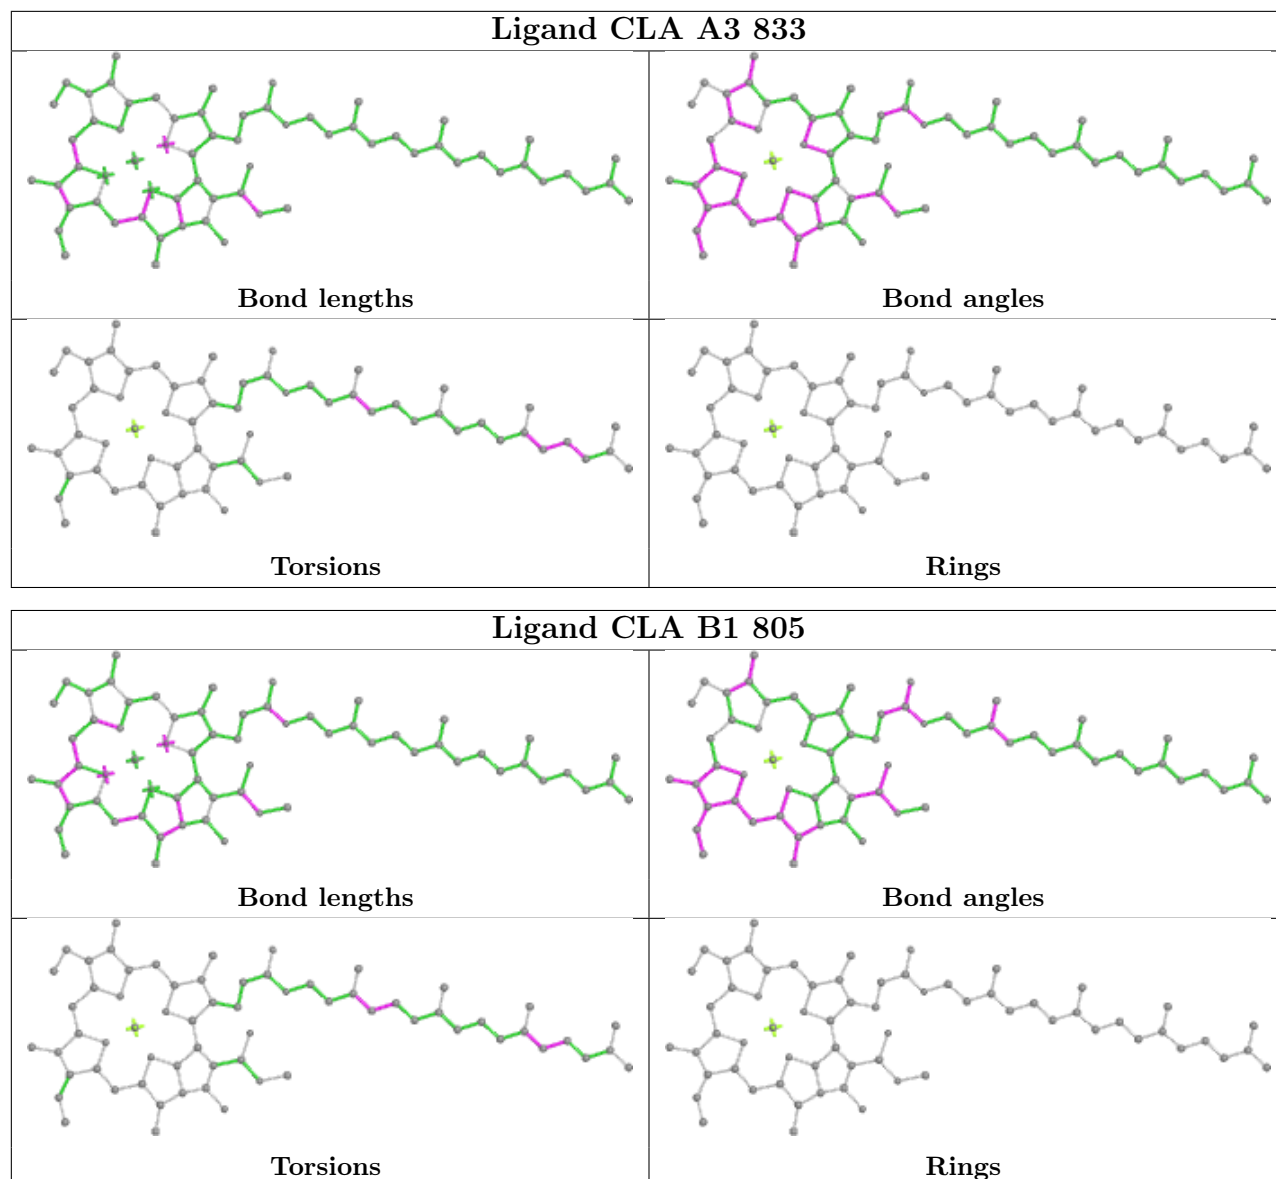 Ligand CLA A3 833
Bond lengths
Bond angles
Torsions
Rings
Ligand CLA B1 805
Bond lengths
Bond angles
Torsions
Rings